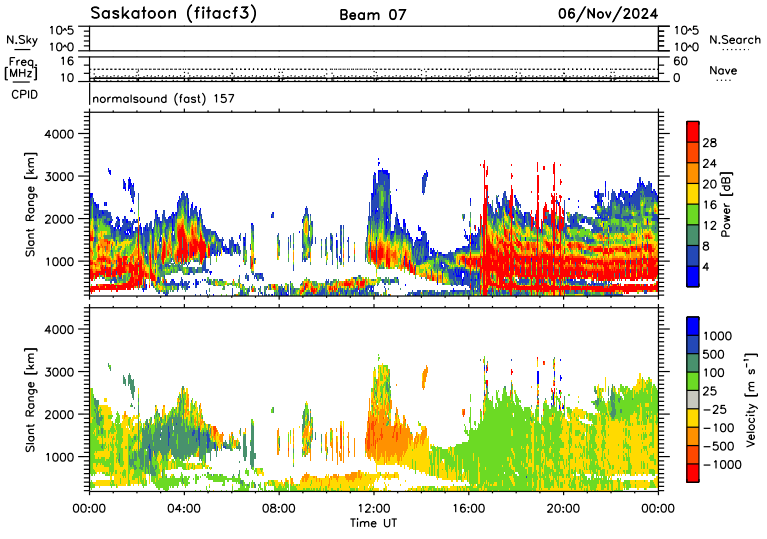 Saskatoon (fitacf3) Beam 07 06/Nov/2024
N.Sky 10^5 10^0 10^5 10^0 N.Search
Freq. [MHz] 16 10 60 0 Nave
CPID normalsound (fast) 157
Slant Range [km] 4000 3000 2000 1000
Power [dB] 28 24 20 16 12 8 4
Slant Range [km] 4000 3000 2000 1000
Velocity [m s⁻¹] 1000 500 100 25 −25 −100 −500 −1000
00:00 04:00 08:00 12:00 16:00 20:00 00:00
Time UT